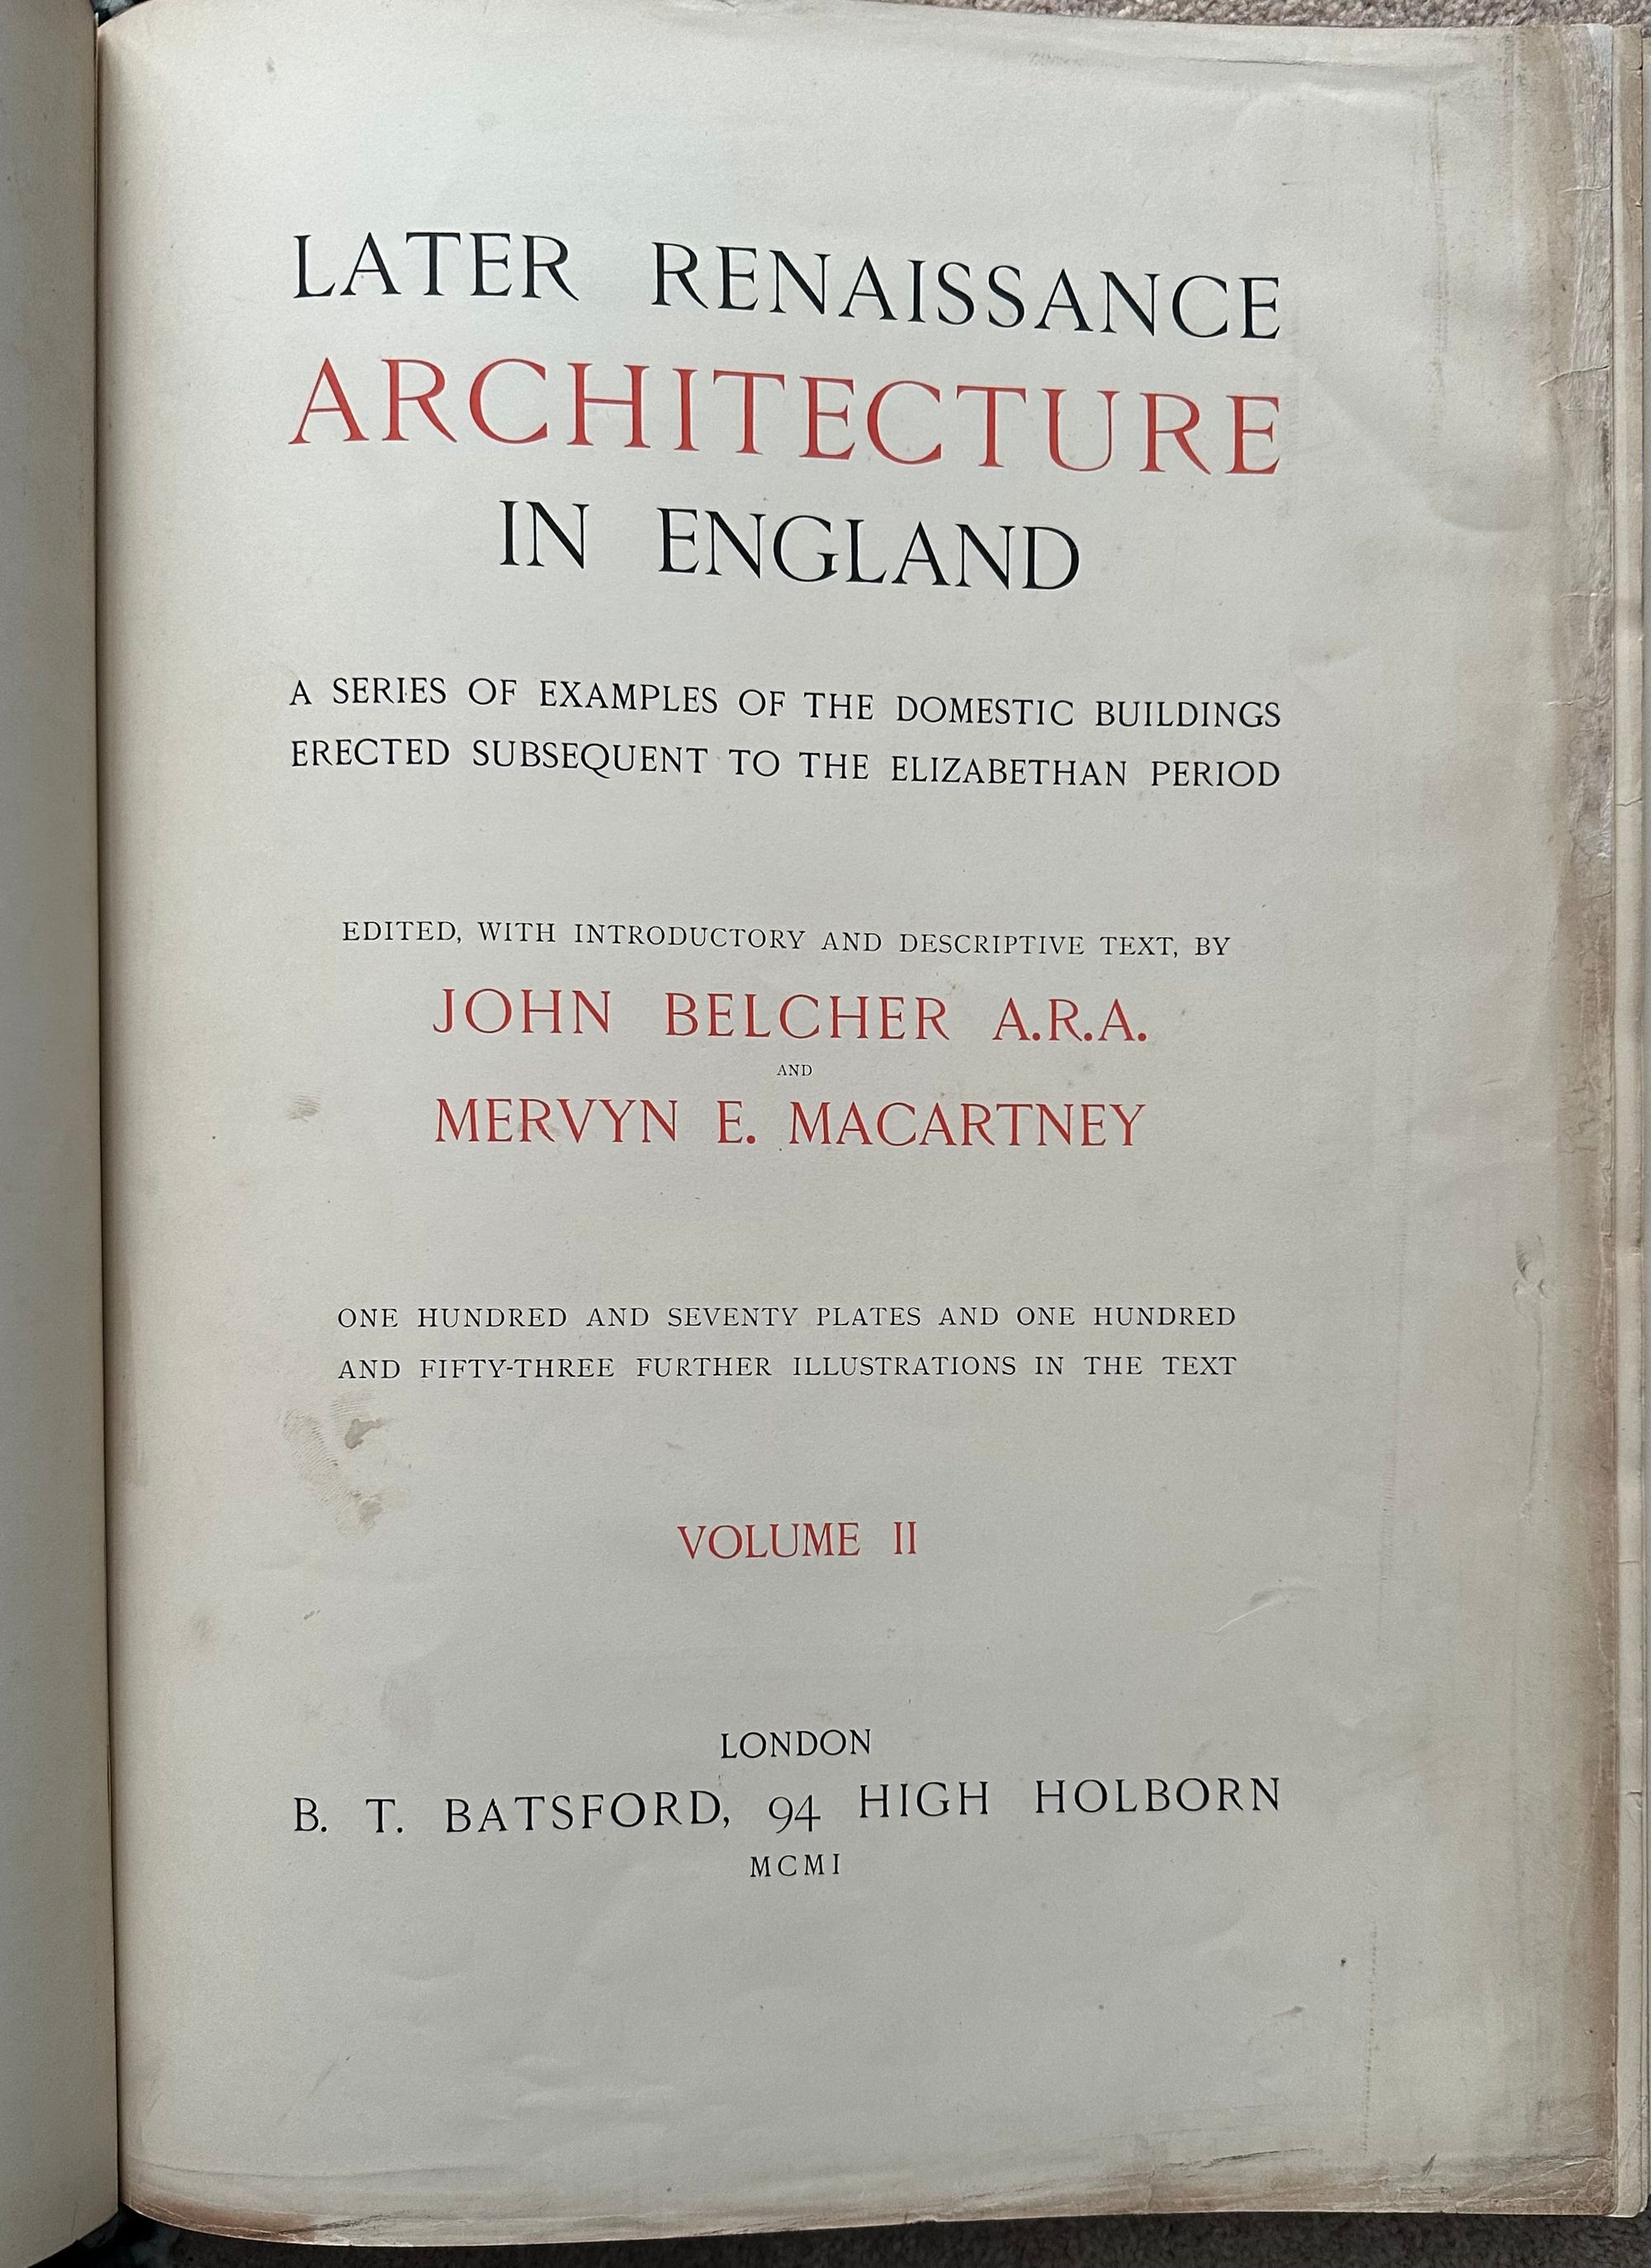 LATER RENAISSANCE
ARCHITECTURE
IN ENGLAND
A SERIES OF EXAMPLES OF THE DOMESTIC BUILDINGS
ERECTED SUBSEQUENT TO THE ELIZABETHAN PERIOD
EDITED, WITH INTRODUCTORY AND DESCRIPTIVE TEXT, BY
JOHN BELCHER A.R.A.
AND
MERVYN E. MACARTNEY
ONE HUNDRED AND SEVENTY PLATES AND ONE HUNDRED
AND FIFTY-THREE FURTHER ILLUSTRATIONS IN THE TEXT
VOLUME II
LONDON
B. T. BATSFORD, 94 HIGH HOLBORN
MCMI